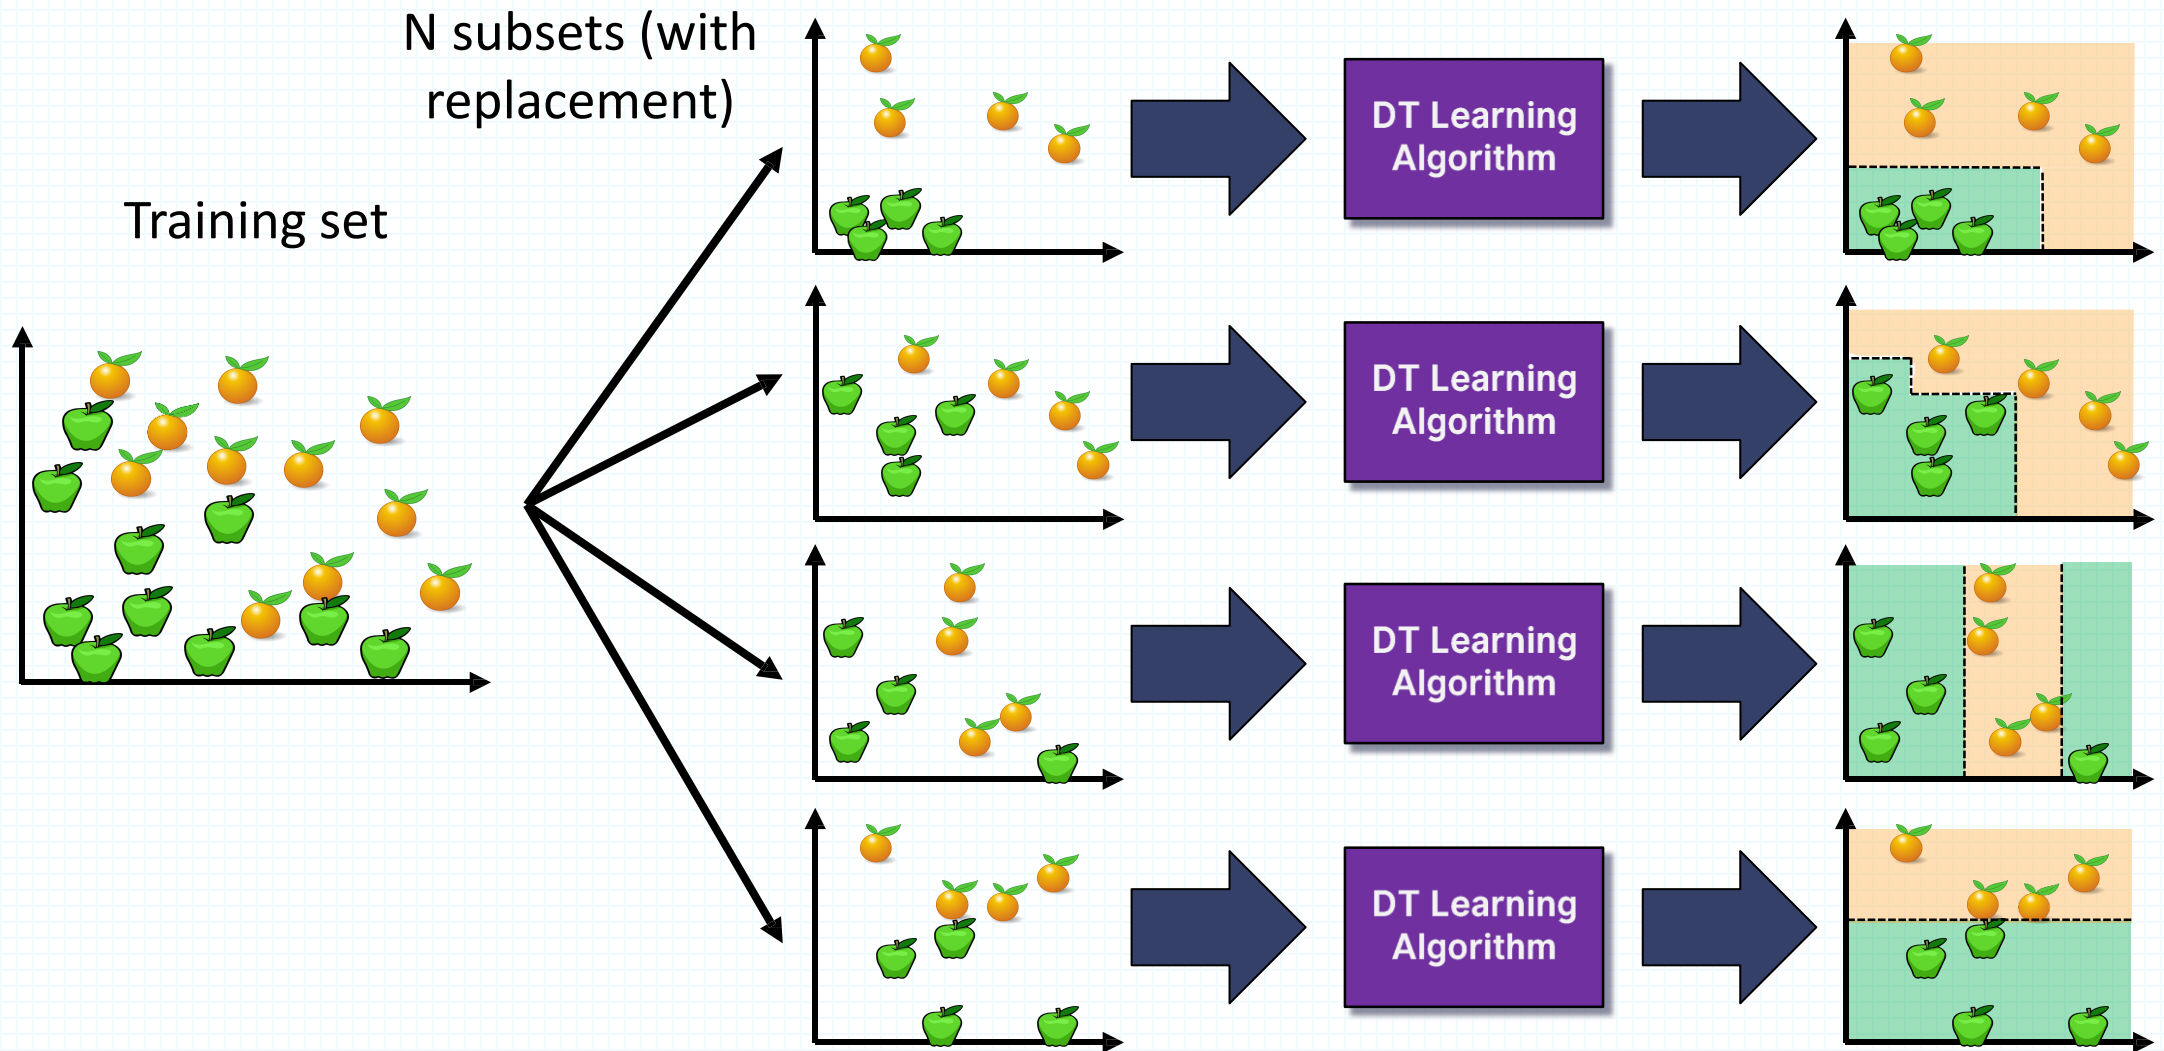 N subsets (with
replacement)
Training set
DT Learning
Algorithm
DT Learning
Algorithm
DT Learning
Algorithm
DT Learning
Algorithm